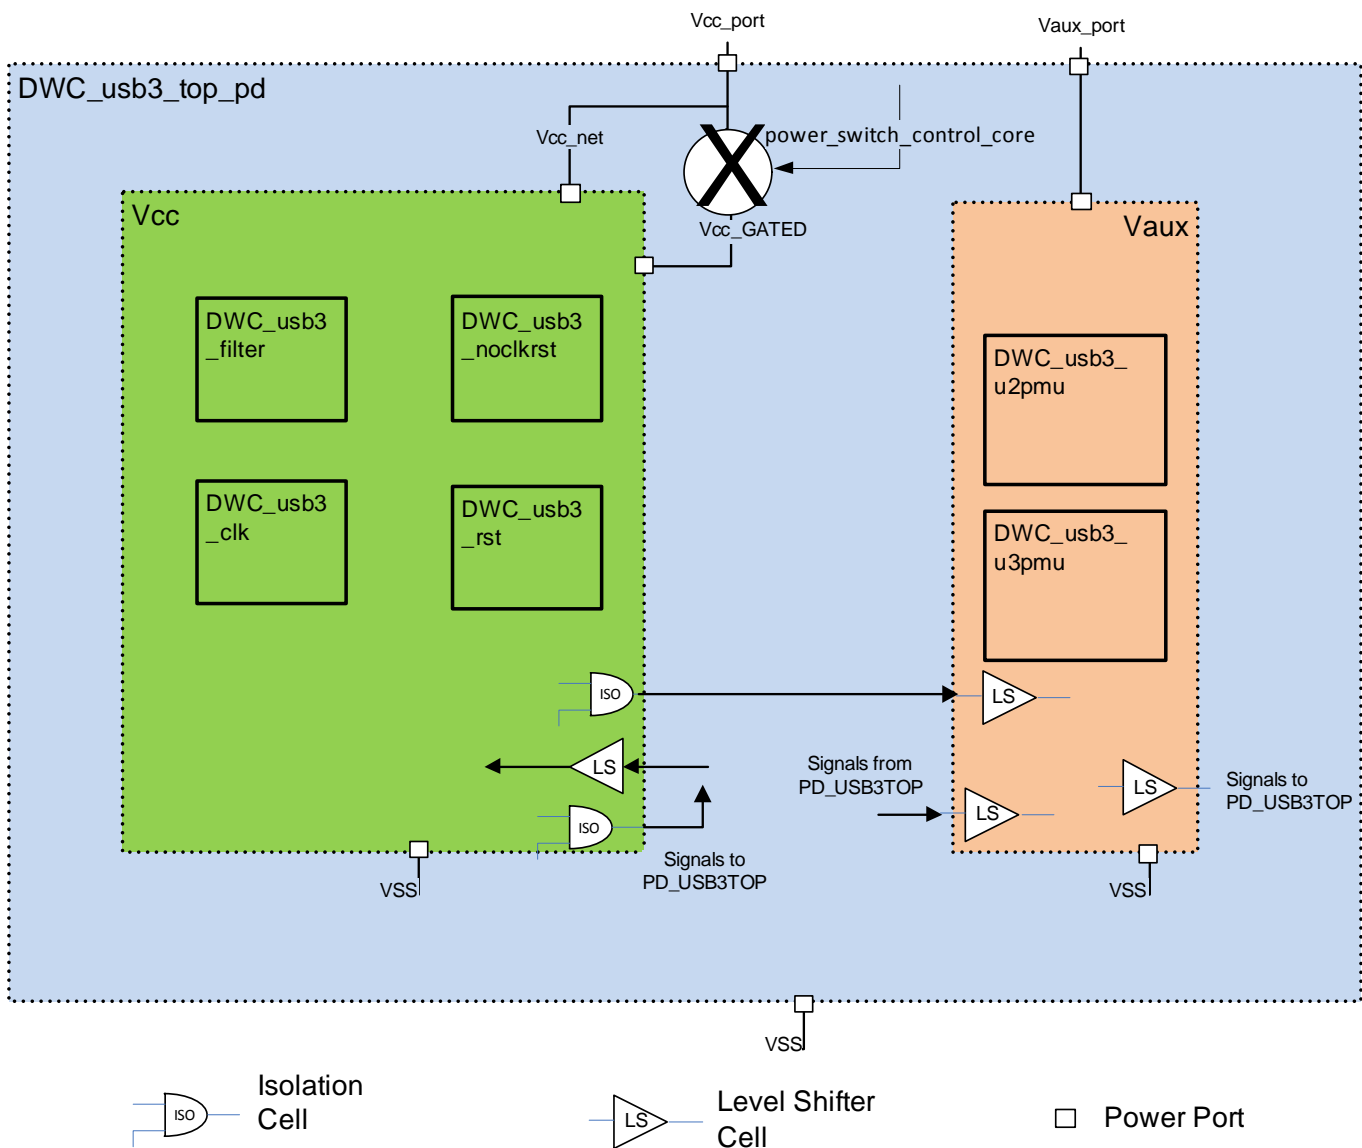 Vcc_port
Vaux_port
DWC_usb3_top_pd
Vcc_net
power_switch_control_core
Vcc_GATED
Vcc
Vaux
DWC_usb3
_filter
DWC_usb3
_noclkrst
DWC_usb3_
u2pmu
DWC_usb3
_clk
DWC_usb3
_rst
DWC_usb3_
u3pmu
ISO
LS
LS
Signals from
PD_USB3TOP
LS
Signals to
PD_USB3TOP
ISO
LS
Signals to
PD_USB3TOP
VSS
VSS
VSS
ISO
Isolation
Cell
LS
Level Shifter
Cell
Power Port